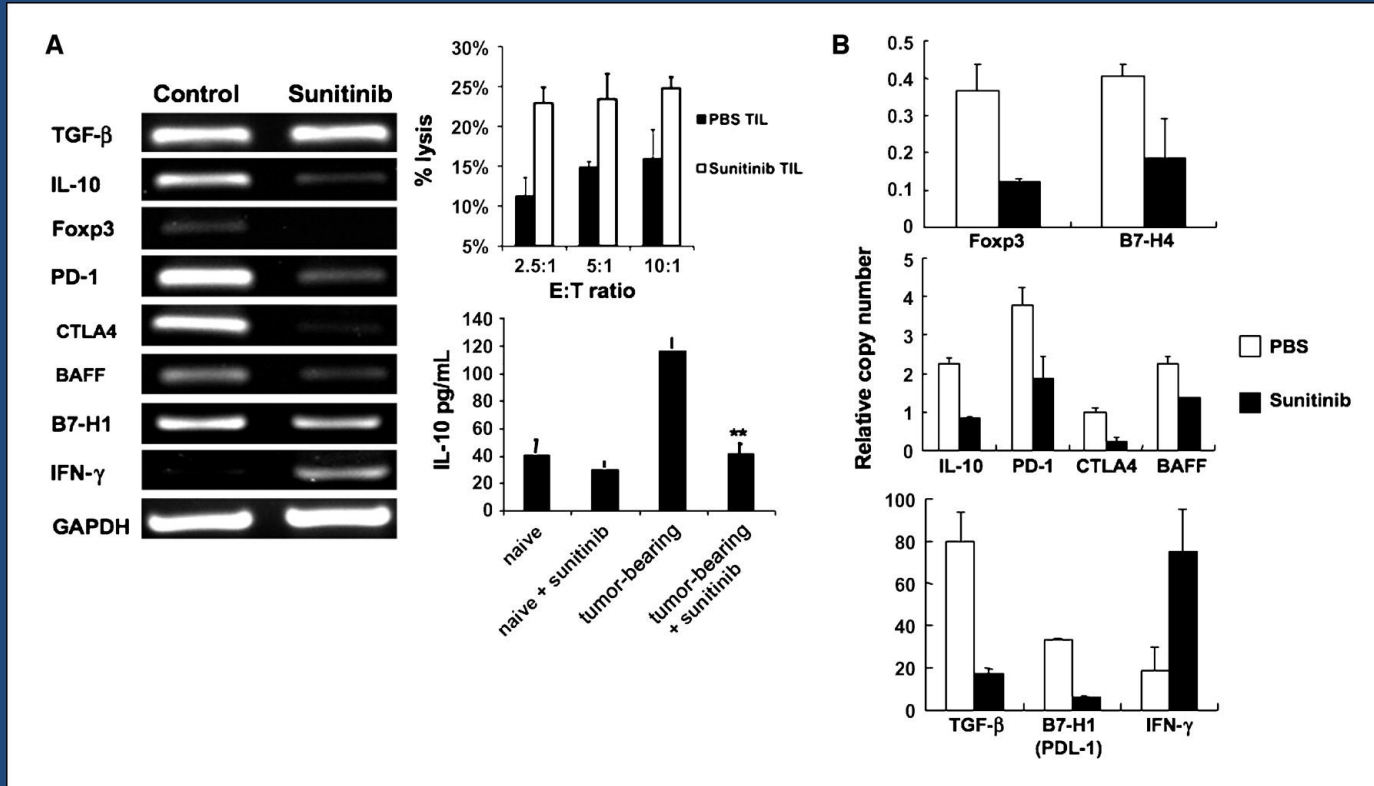 A
Control Sunitinib
TGF-β
IL-10
Foxp3
PD-1
CTLA4
BAFF
B7-H1
IFN-γ
GAPDH
% lysis
30%
25%
20%
15%
10%
5%
2.5:1 5:1 10:1
E:T ratio
PBS TIL
Sunitinib TIL
IL-10 pg/mL
140
120
100
80
60
40
20
0
**
naive
naive + sunitinib
tumor-bearing
tumor-bearing
+ sunitinib
B
Relative copy number
0.5
0.4
0.3
0.2
0.1
0
Foxp3 B7-H4
5
4
3
2
1
0
IL-10 PD-1 CTLA4 BAFF
PBS
Sunitinib
100
80
60
40
20
0
TGF-β B7-H1 IFN-γ
(PDL-1)